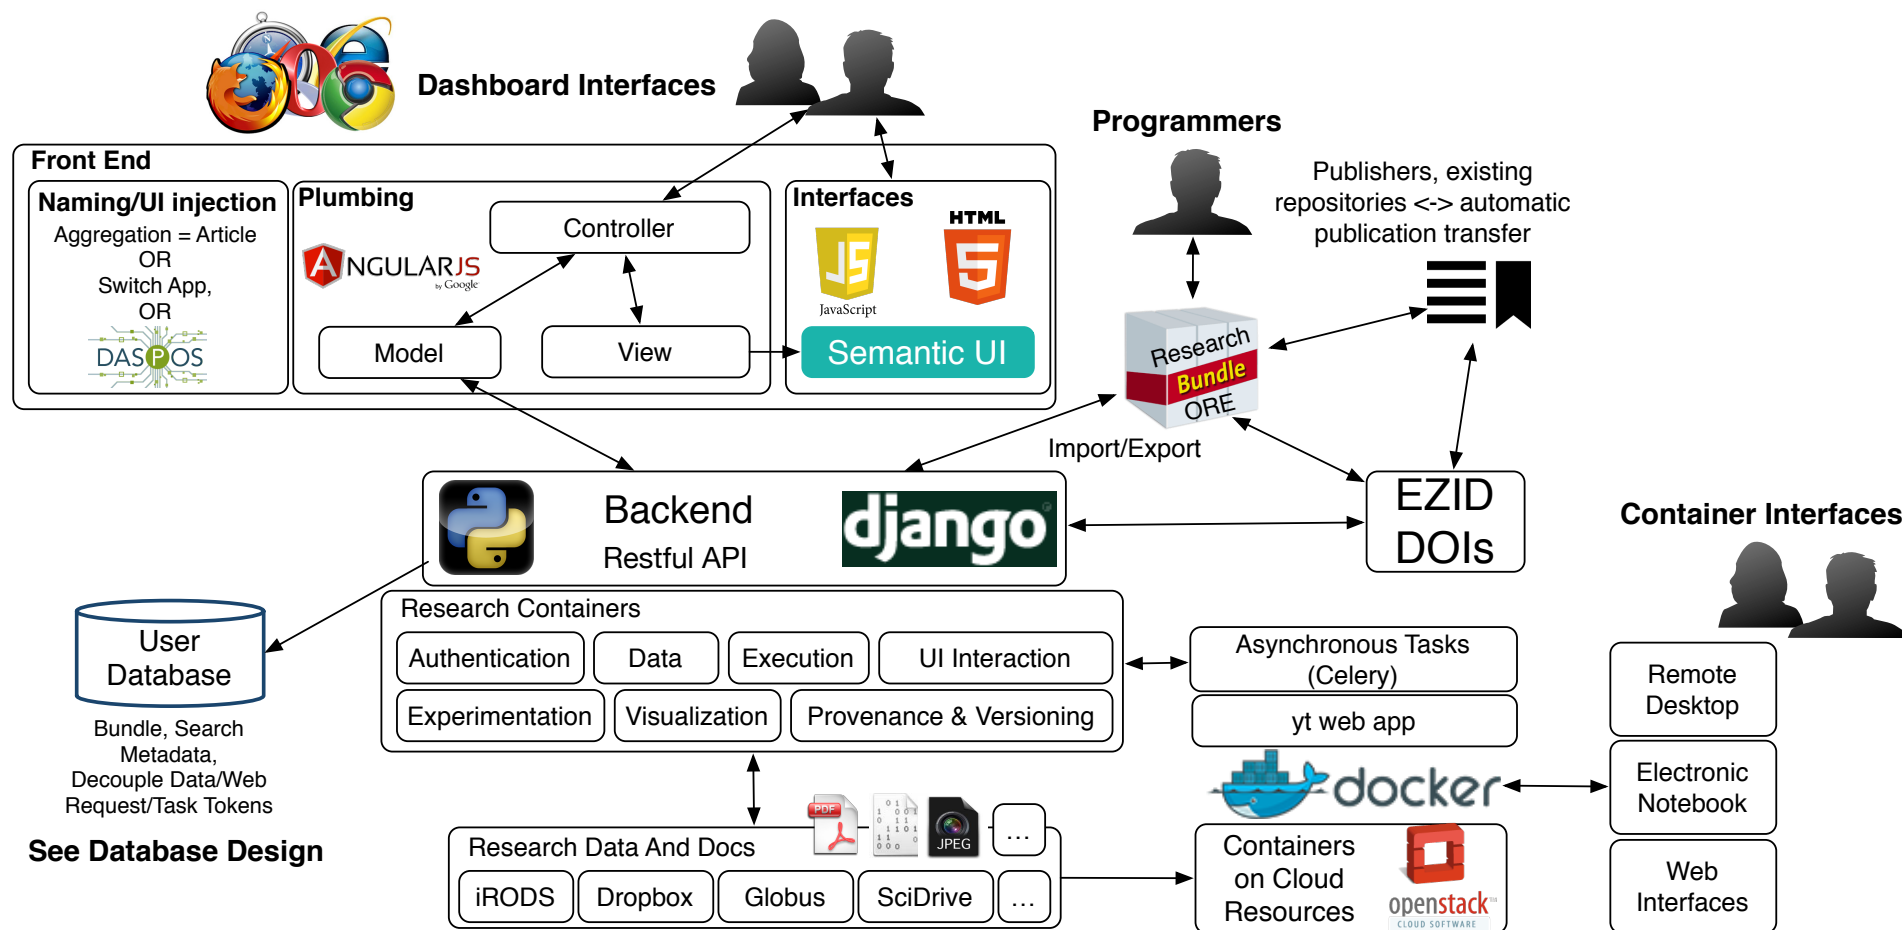 Dashboard Interfaces
Programmers
Front End
Naming/UI injection
Aggregation = Article
OR
Switch App,
OR
DASPOS
Plumbing
Controller
ANGULARJS
by Google
Model
View
Interfaces
JS
JavaScript
HTML
5
Semantic UI
Publishers, existing
repositories <-> automatic
publication transfer
Research
Bundle
ORE
Import/Export
Backend
Restful API
django
EZID
DOIs
Container Interfaces
User
Database
Bundle, Search
Metadata,
Decouple Data/Web
Request/Task Tokens
See Database Design
Research Containers
Authentication
Data
Execution
UI Interaction
Experimentation
Visualization
Provenance & Versioning
Asynchronous Tasks
(Celery)
yt web app
docker
Remote
Desktop
Electronic
Notebook
Web
Interfaces
PDF
JPEG
...
Research Data And Docs
iRODS
Dropbox
Globus
SciDrive
...
Containers
on Cloud
Resources
openstack
CLOUD SOFTWARE